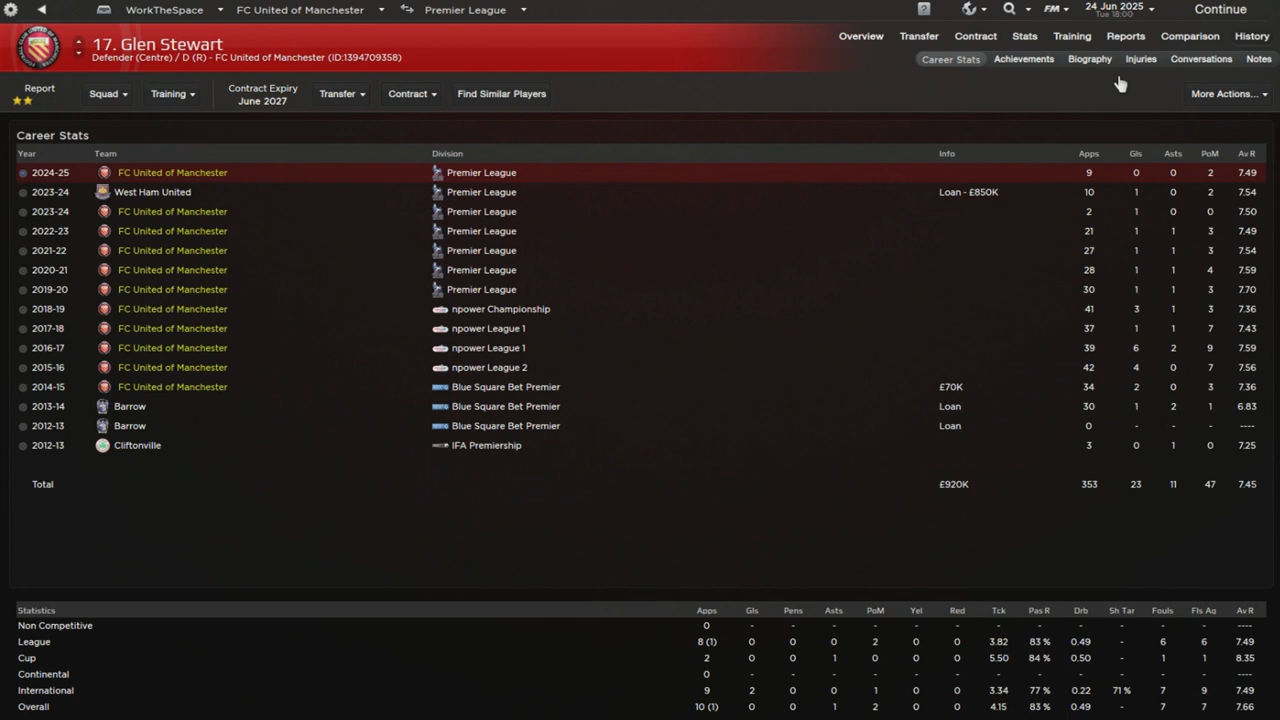 WorkTheSpace FC United of Manchester Premier League ? FM 24 Jun 2025 Tue 18:00 Continue
17. Glen Stewart
Defender (Centre) / D (R) - FC United of Manchester (ID:1394709358)
Overview Transfer Contract Stats Training Reports Comparison History
Career Stats Achievements Biography Injuries Conversations Notes
Report Squad Training Contract Expiry June 2027 Transfer Contract Find Similar Players More Actions...
Career Stats
Year Team Division Info Apps Gls Asts PoM Av R
2024-25 FC United of Manchester Premier League 9 0 0 2 7.49
2023-24 West Ham United Premier League Loan - £850K 10 1 0 2 7.54
2023-24 FC United of Manchester Premier League 2 1 0 0 7.50
2022-23 FC United of Manchester Premier League 21 1 1 3 7.49
2021-22 FC United of Manchester Premier League 27 1 1 3 7.54
2020-21 FC United of Manchester Premier League 28 1 1 4 7.59
2019-20 FC United of Manchester Premier League 30 1 1 3 7.70
2018-19 FC United of Manchester npower Championship 41 3 1 3 7.36
2017-18 FC United of Manchester npower League 1 37 1 1 7 7.43
2016-17 FC United of Manchester npower League 1 39 6 2 9 7.59
2015-16 FC United of Manchester npower League 2 42 4 0 7 7.56
2014-15 FC United of Manchester Blue Square Bet Premier £70K 34 2 0 3 7.36
2013-14 Barrow Blue Square Bet Premier Loan 30 1 2 1 6.83
2012-13 Barrow Blue Square Bet Premier Loan 0 - - - ----
2012-13 Cliftonville IFA Premiership 3 0 1 0 7.25
Total £920K 353 23 11 47 7.45
Statistics Apps Gls Pens Asts PoM Yel Red Tck Pas R Drb Sh Tar Fouls Fls Ag Av R
Non Competitive 0 - - - - - - - - - - - - ----
League 8 (1) 0 0 0 2 0 0 3.82 83 % 0.49 - 6 6 7.49
Cup 2 0 0 1 0 0 0 5.50 84 % 0.50 - 1 1 8.35
Continental 0 - - - - - - - - - - - - ----
International 9 2 0 0 1 0 0 3.34 77 % 0.22 71 % 7 9 7.49
Overall 10 (1) 0 0 1 2 0 0 4.15 83 % 0.49 - 7 7 7.66